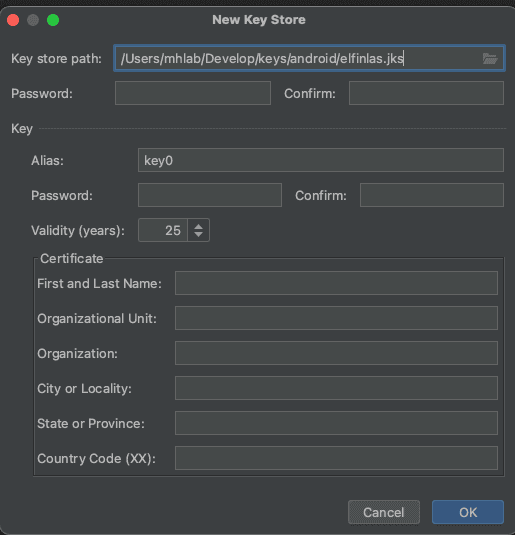 New Key Store
Key store path: /Users/mhlab/Develop/keys/android/elfinlas.jks
Password: Confirm:
Key
Alias: key0
Password: Confirm:
Validity (years): 25
Certificate
First and Last Name:
Organizational Unit:
Organization:
City or Locality:
State or Province:
Country Code (XX):
Cancel OK